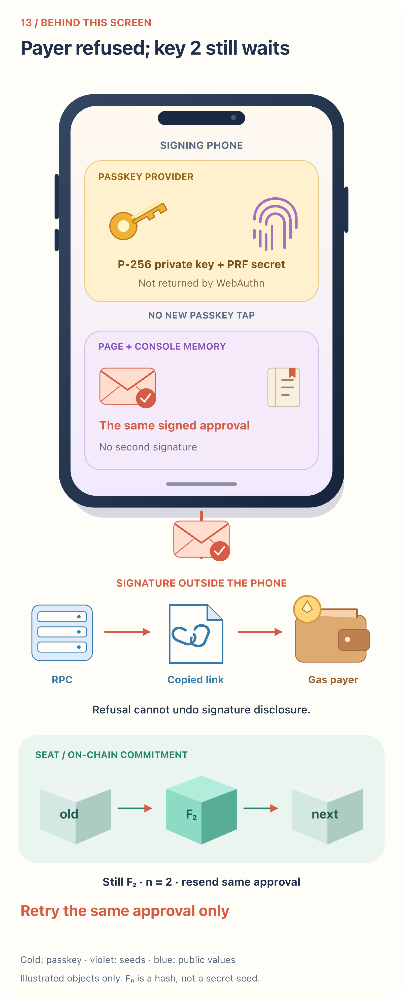 13 / BEHIND THIS SCREEN
Payer refused; key 2 still waits
SIGNING PHONE
PASSKEY PROVIDER
P-256 private key + PRF secret
Not returned by WebAuthn
NO NEW PASSKEY TAP
PAGE + CONSOLE MEMORY
The same signed approval
No second signature
SIGNATURE OUTSIDE THE PHONE
RPC
Copied link
Gas payer
Refusal cannot undo signature disclosure.
SEAT / ON-CHAIN COMMITMENT
old
F₂
next
Still F₂ · n = 2 · resend same approval
Retry the same approval only
Gold: passkey · violet: seeds · blue: public values
Illustrated objects only. Fₙ is a hash, not a secret seed.